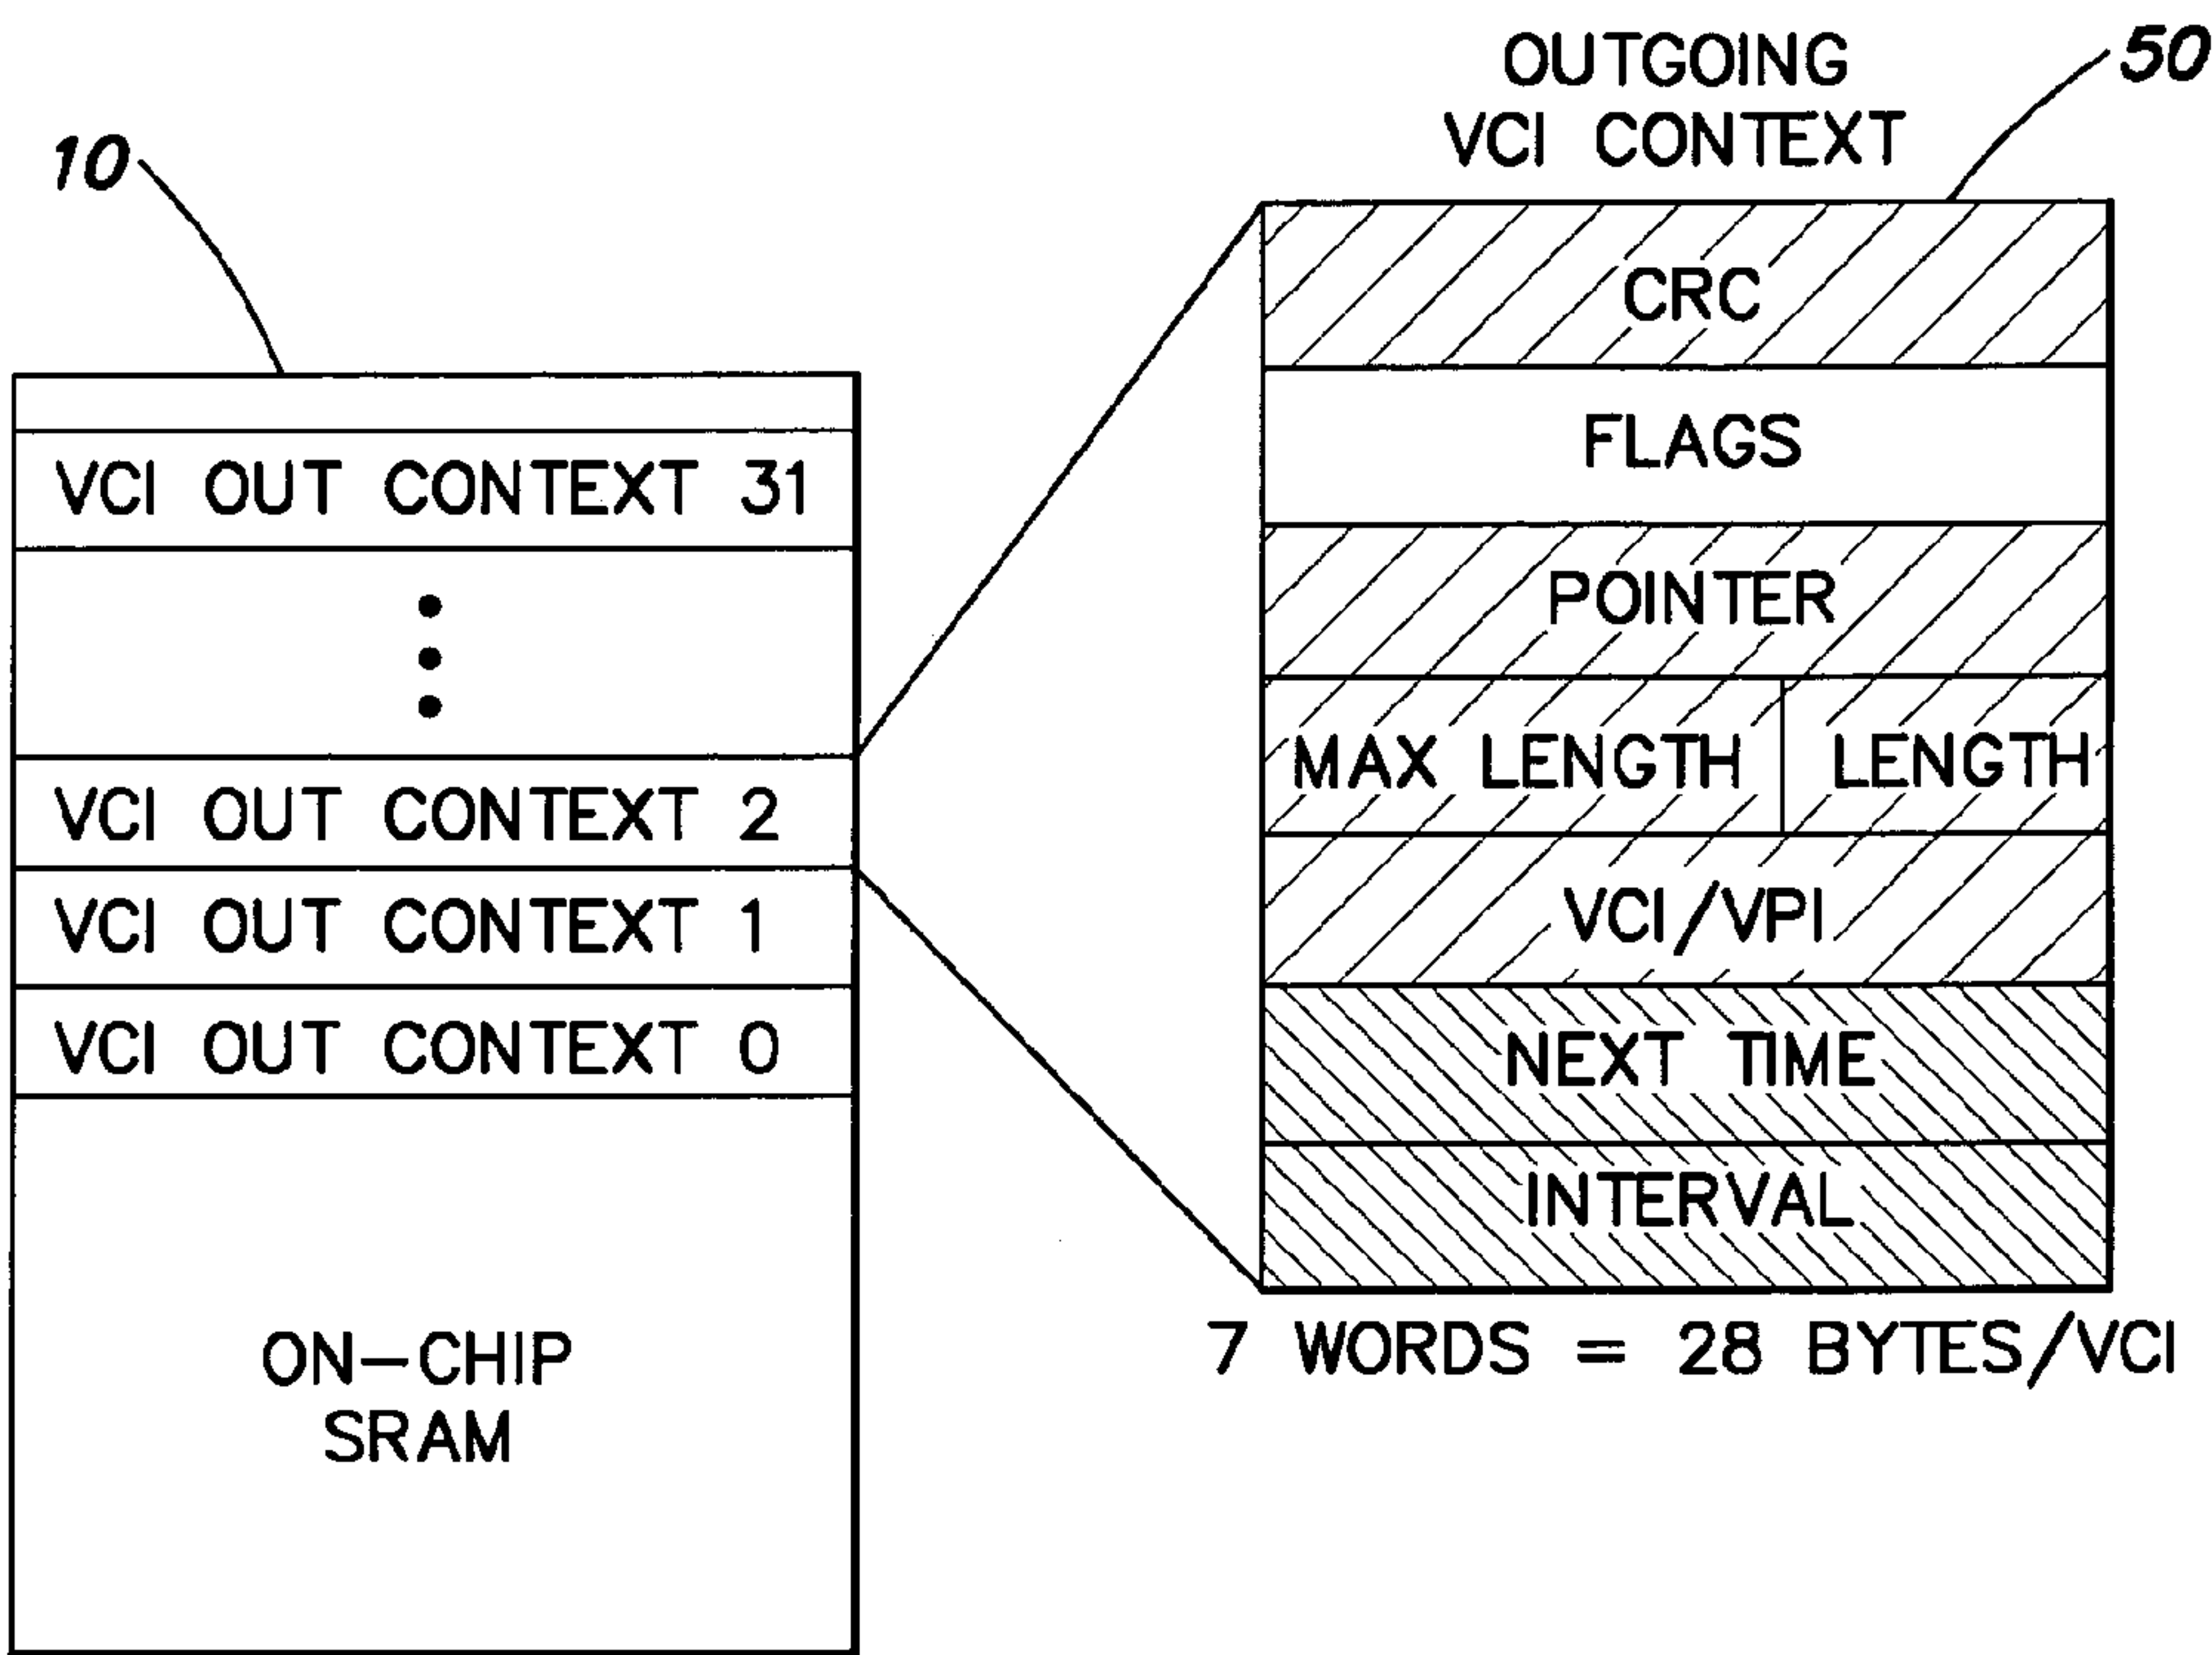 10
VCI OUT CONTEXT 31
VCI OUT CONTEXT 2
VCI OUT CONTEXT 1
VCI OUT CONTEXT 0
ON-CHIP
SRAM
OUTGOING
VCI CONTEXT
50
CRC
FLAGS
POINTER
MAX LENGTH LENGTH
VCI/VPI
NEXT TIME
INTERVAL
7 WORDS = 28 BYTES/VCI